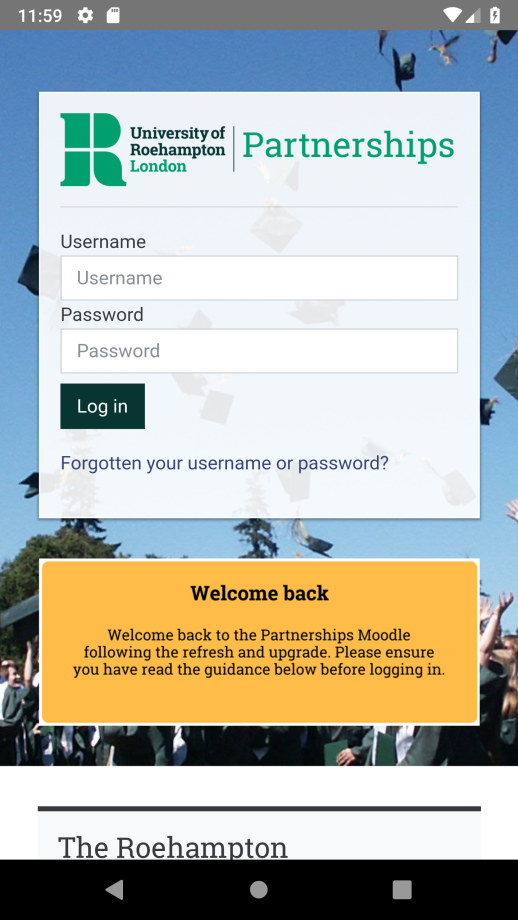 11:59
University of
Roehampton
London
Partnerships
Username
Username
Password
Password
Log in
Forgotten your username or password?
Welcome back
Welcome back to the Partnerships Moodle
following the refresh and upgrade. Please ensure
you have read the guidance below before logging in.
The Roehampton